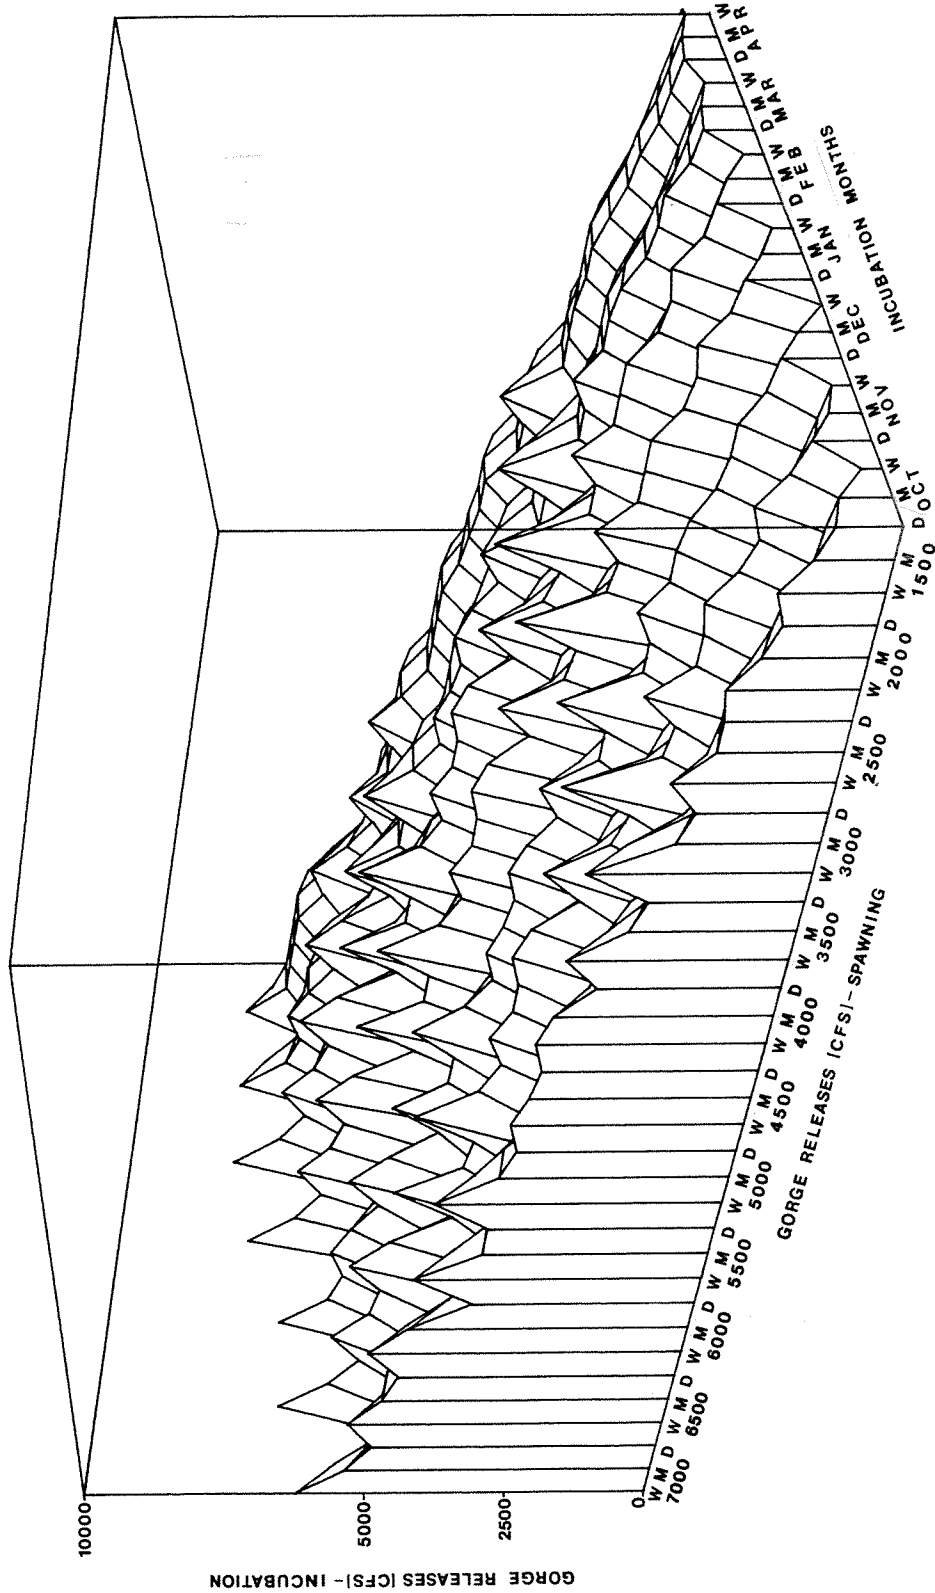 GORGE RELEASES (CFS) - INCUBATION
10000
5000
2500
0
W M D W M D W M D W M D W M D W M D W M D W M D W M D W M D W M D W M D
7000 6500 6000 5500 5000 4500 4000 3500 3000 2500 2000 1500
GORGE RELEASES (CFS) - SPAWNING
M W D M W D M W D M W D M W D M W D M W
OCT NOV DEC JAN FEB MAR APR
INCUBATION MONTHS